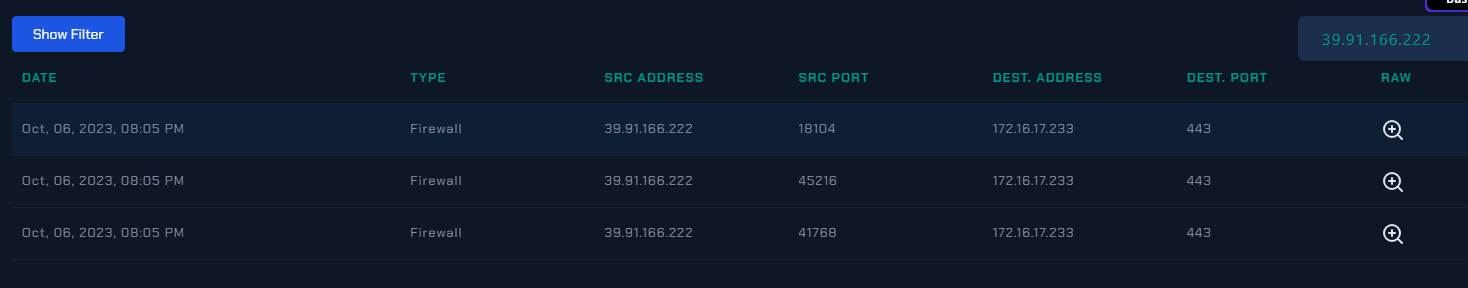 Show Filter
39.91.166.222
DATE TYPE SRC ADDRESS SRC PORT DEST. ADDRESS DEST. PORT RAW
Oct, 06, 2023, 08:05 PM Firewall 39.91.166.222 18104 172.16.17.233 443
Oct, 06, 2023, 08:05 PM Firewall 39.91.166.222 45216 172.16.17.233 443
Oct, 06, 2023, 08:05 PM Firewall 39.91.166.222 41768 172.16.17.233 443